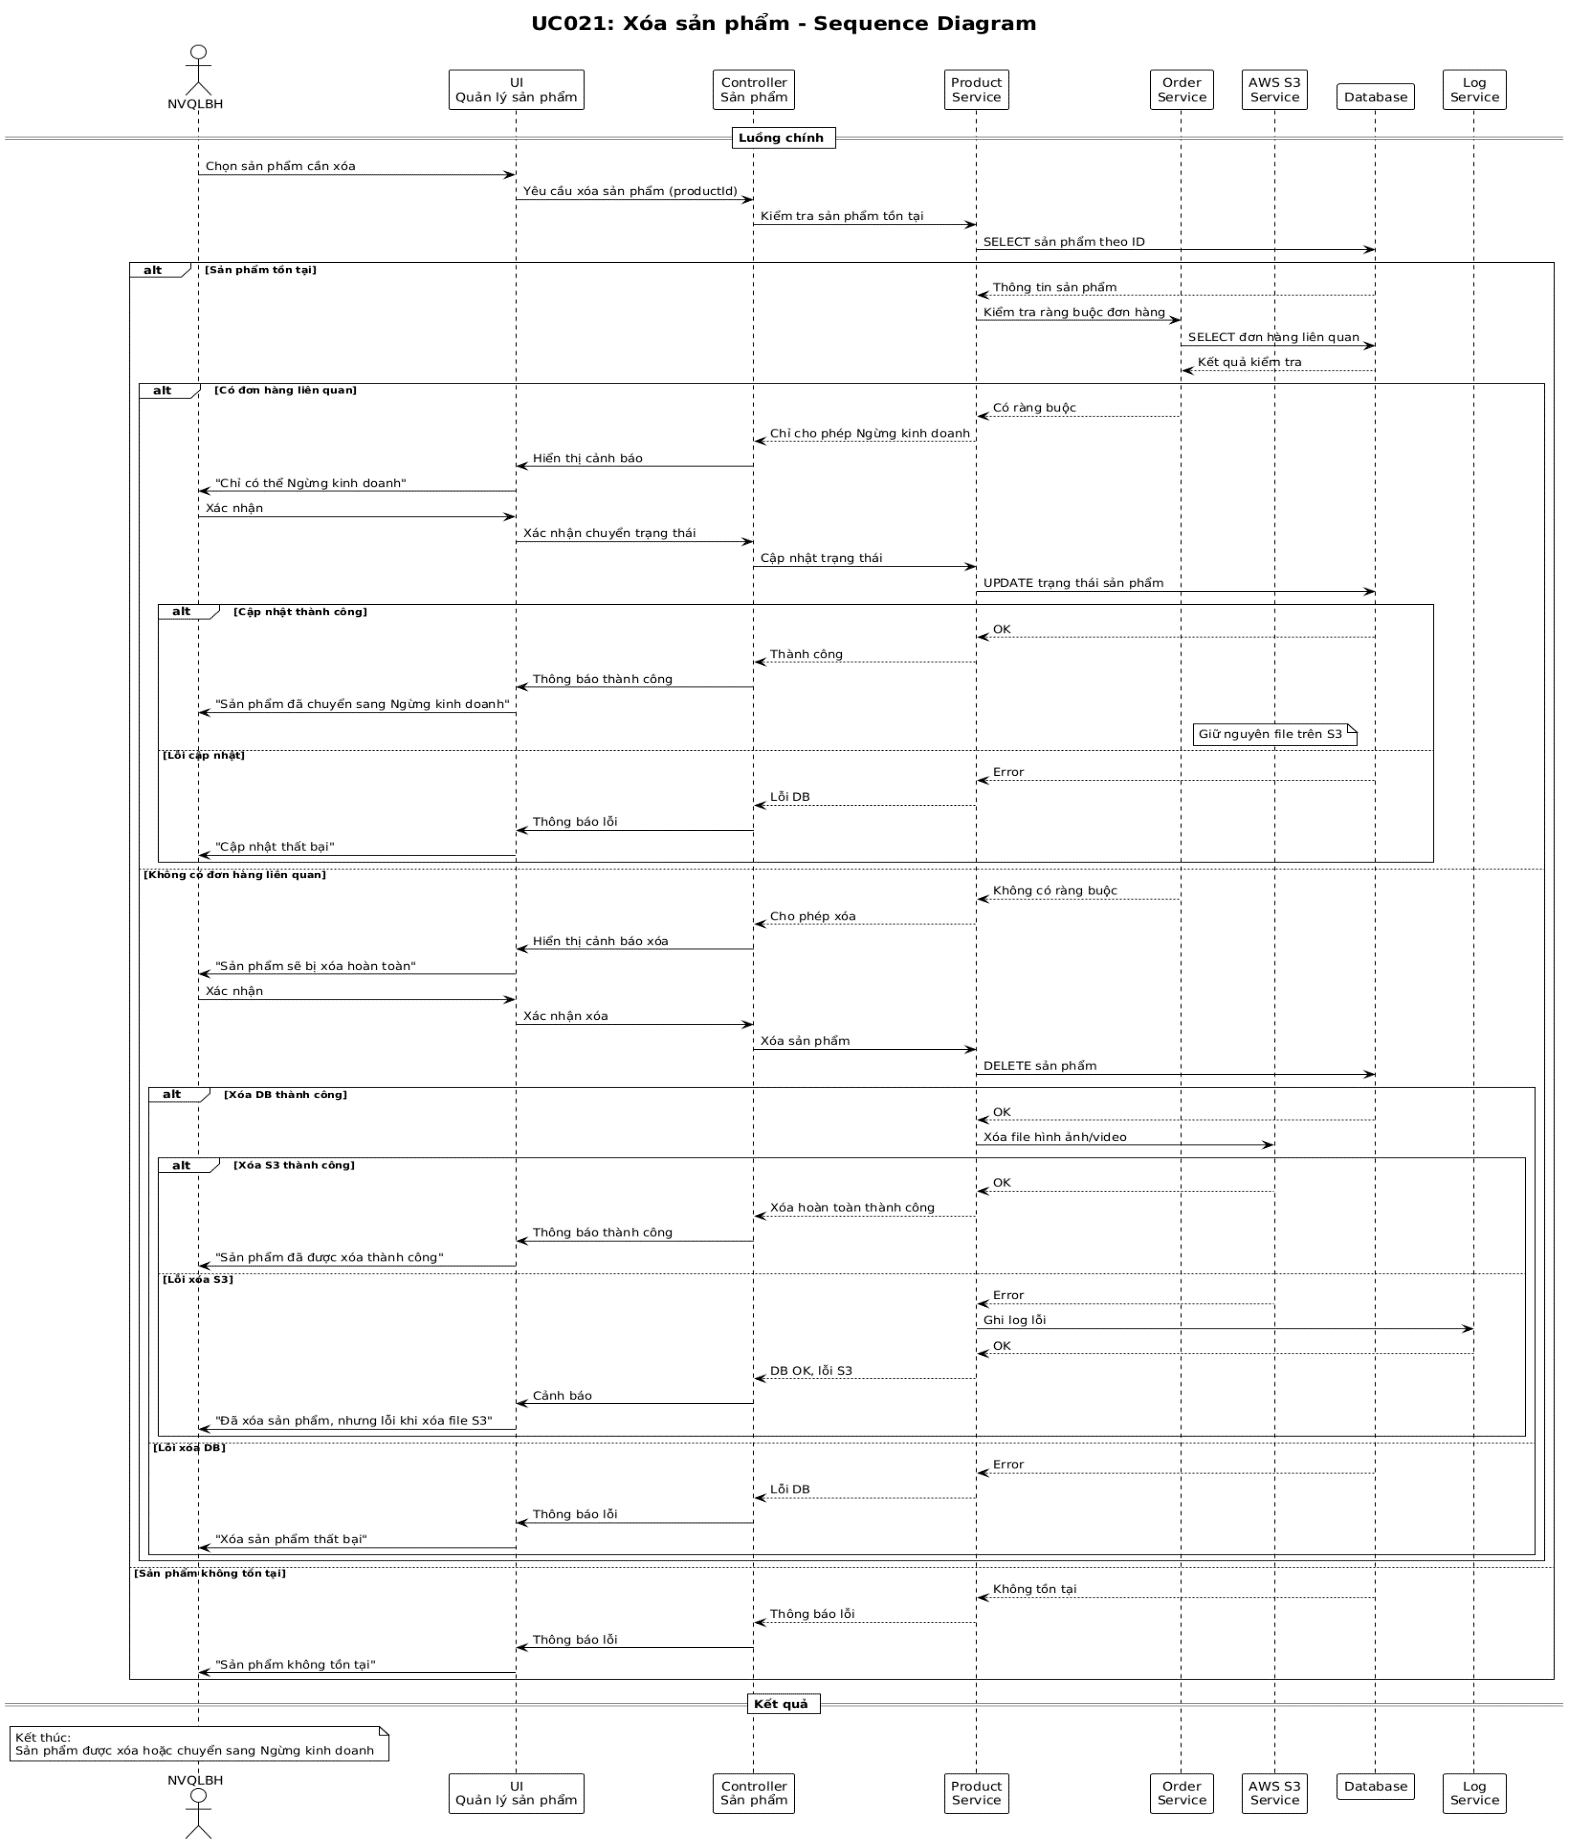 UC021: Xóa sản phẩm - Sequence Diagram
NVQLBH
UI
Quản lý sản phẩm
Controller
Sản phẩm
Product
Service
Order
Service
AWS S3
Service
Database
Log
Service
Luồng chính
Chọn sản phẩm cần xóa
Yêu cầu xóa sản phẩm (productId)
Kiểm tra sản phẩm tồn tại
SELECT sản phẩm theo ID
alt [Sản phẩm tồn tại]
Thông tin sản phẩm
Kiểm tra ràng buộc đơn hàng
SELECT đơn hàng liên quan
Kết quả kiểm tra
alt [Có đơn hàng liên quan]
Có ràng buộc
Chỉ cho phép Ngừng kinh doanh
Hiển thị cảnh báo
"Chỉ có thể Ngừng kinh doanh"
Xác nhận
Xác nhận chuyển trạng thái
Cập nhật trạng thái
UPDATE trạng thái sản phẩm
alt [Cập nhật thành công]
OK
Thành công
Thông báo thành công
"Sản phẩm đã chuyển sang Ngừng kinh doanh"
Giữ nguyên file trên S3
[Lỗi cập nhật]
Error
Lỗi DB
Thông báo lỗi
"Cập nhật thất bại"
[Không có đơn hàng liên quan]
Không có ràng buộc
Cho phép xóa
Hiển thị cảnh báo xóa
"Sản phẩm sẽ bị xóa hoàn toàn"
Xác nhận
Xác nhận xóa
Xóa sản phẩm
DELETE sản phẩm
alt [Xóa DB thành công]
OK
Xóa file hình ảnh/video
alt [Xóa S3 thành công]
OK
Xóa hoàn toàn thành công
Thông báo thành công
"Sản phẩm đã được xóa thành công"
[Lỗi xóa S3]
Error
Ghi log lỗi
OK
DB OK, lỗi S3
Cảnh báo
"Đã xóa sản phẩm, nhưng lỗi khi xóa file S3"
[Lỗi xóa DB]
Error
Lỗi DB
Thông báo lỗi
"Xóa sản phẩm thất bại"
[Sản phẩm không tồn tại]
Không tồn tại
Thông báo lỗi
Thông báo lỗi
"Sản phẩm không tồn tại"
Kết quả
Kết thúc:
Sản phẩm được xóa hoặc chuyển sang Ngừng kinh doanh
NVQLBH
UI
Quản lý sản phẩm
Controller
Sản phẩm
Product
Service
Order
Service
AWS S3
Service
Database
Log
Service